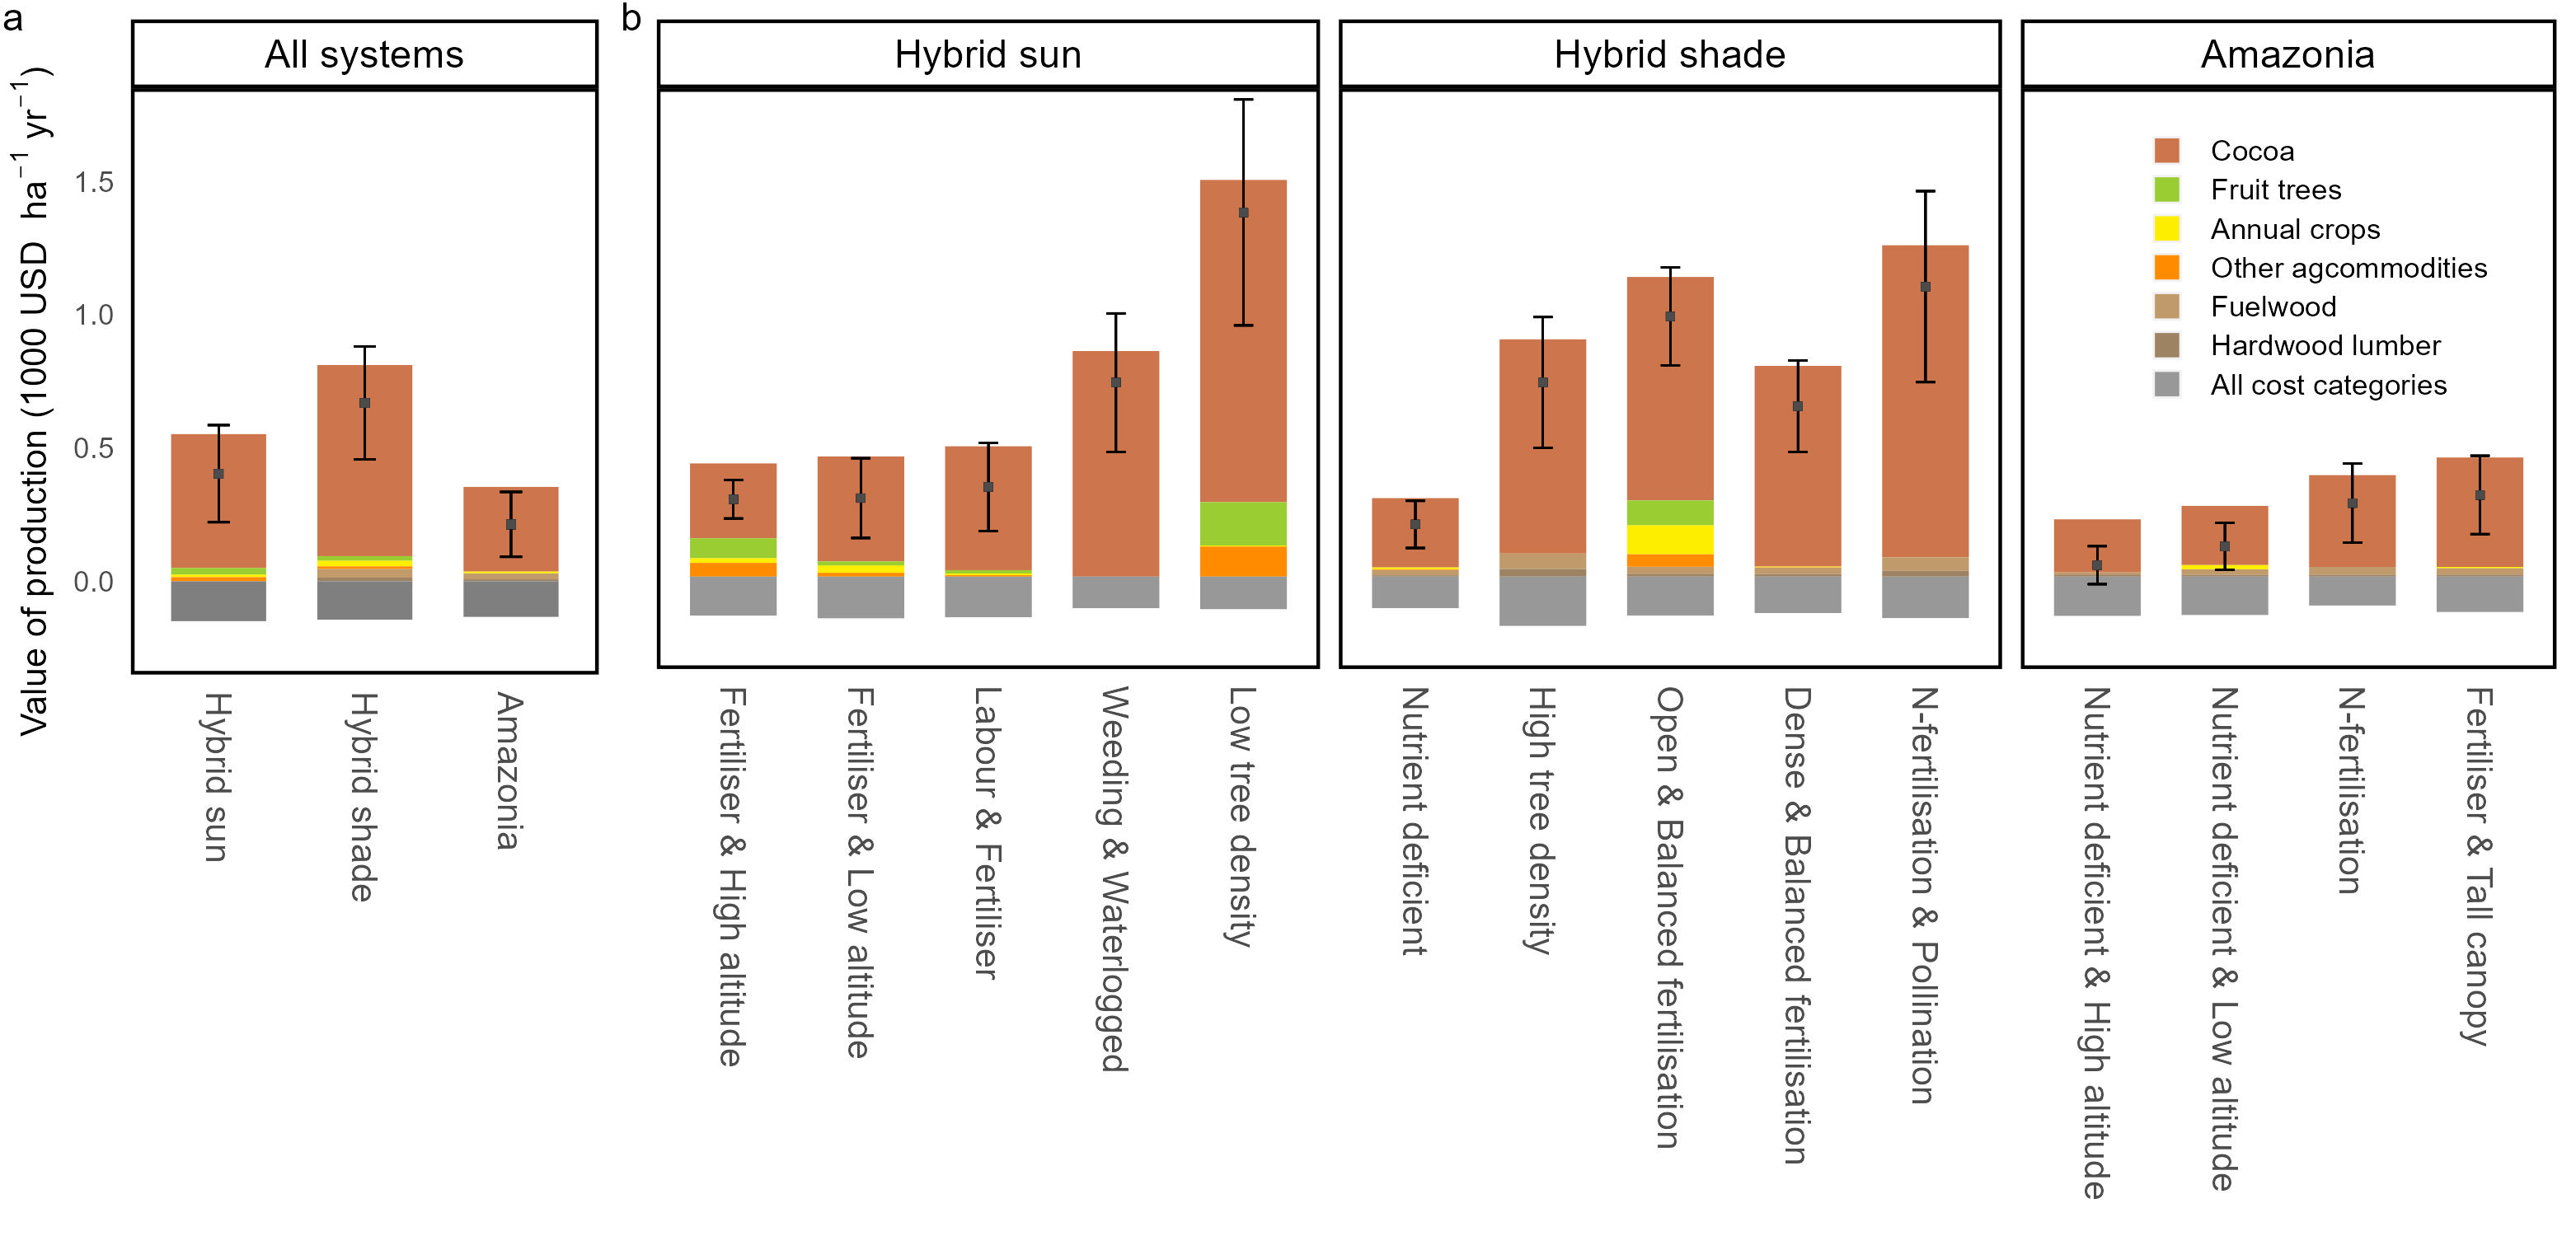 a
b
All systems
Hybrid sun
Hybrid shade
Amazonia
Value of production (1000 USD ha⁻¹ yr⁻¹)
1.5
1.0
0.5
0.0
Cocoa
Fruit trees
Annual crops
Other agcommodities
Fuelwood
Hardwood lumber
All cost categories
Hybrid sun
Hybrid shade
Amazonia
Fertiliser & High altitude
Fertiliser & Low altitude
Labour & Fertiliser
Weeding & Waterlogged
Low tree density
Nutrient deficient
High tree density
Open & Balanced fertilisation
Dense & Balanced fertilisation
N-fertilisation & Pollination
Nutrient deficient & High altitude
Nutrient deficient & Low altitude
N-fertilisation
Fertiliser & Tall canopy